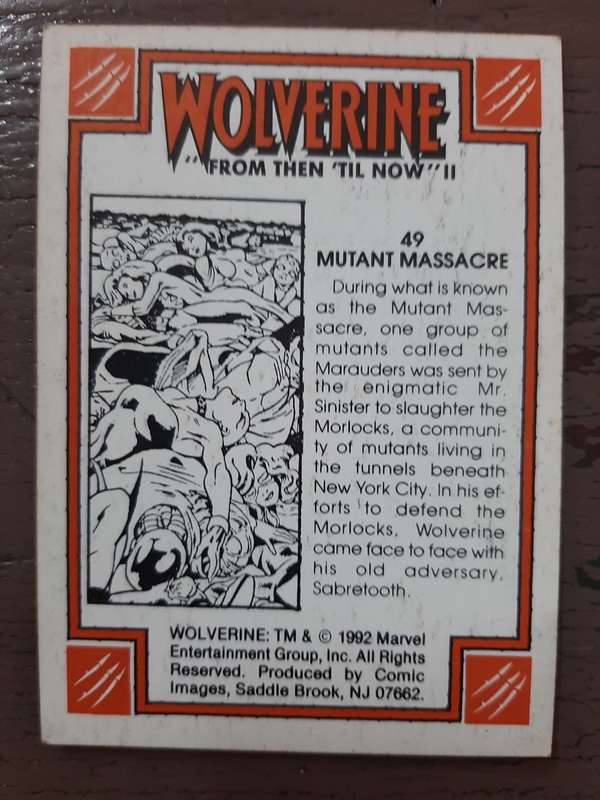 WOLVERINE
"FROM THEN 'TIL NOW" II
49
MUTANT MASSACRE
During what is known
as the Mutant Mas-
sacre, one group of
mutants called the
Marauders was sent by
the enigmatic Mr.
Sinister to slaughter the
Morlocks, a communi-
ty of mutants living in
the tunnels beneath
New York City. In his ef-
forts to defend the
Morlocks, Wolverine
came face to face with
his old adversary,
Sabretooth.
WOLVERINE: TM & © 1992 Marvel
Entertainment Group, Inc. All Rights
Reserved. Produced by Comic
Images, Saddle Brook, NJ 07662.